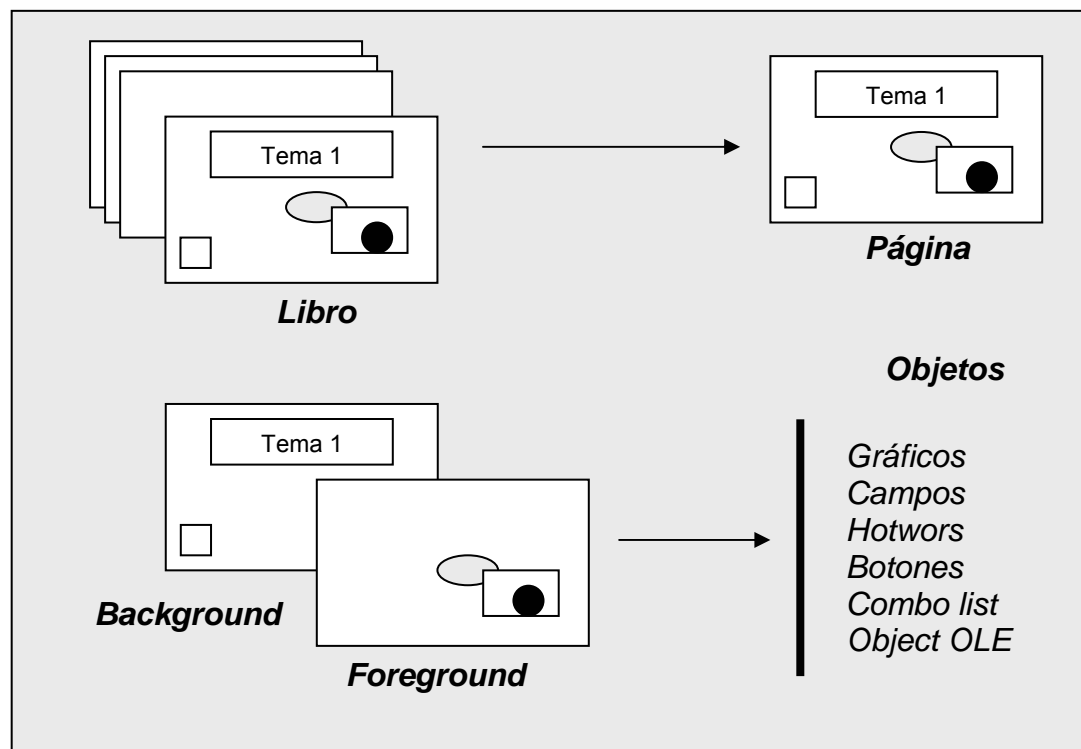 Tema 1
Tema 1
Libro
Página
Tema 1
Background
Foreground
Objetos
Gráficos
Campos
Hotwors
Botones
Combo list
Object OLE